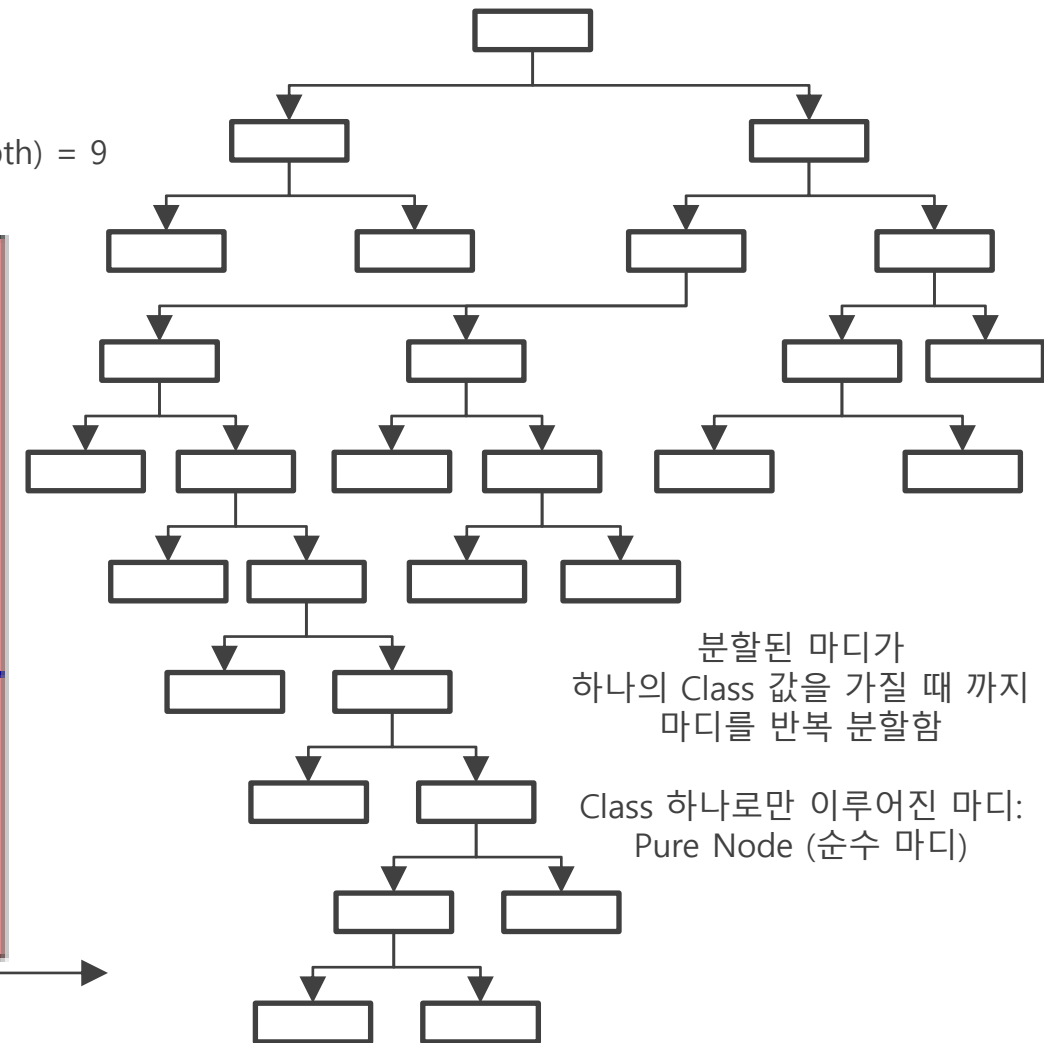 pth) = 9
분할된 마디가
하나의 Class 값을 가질 때 까지
마디를 반복 분할함
Class 하나로만 이루어진 마디:
Pure Node (순수 마디)